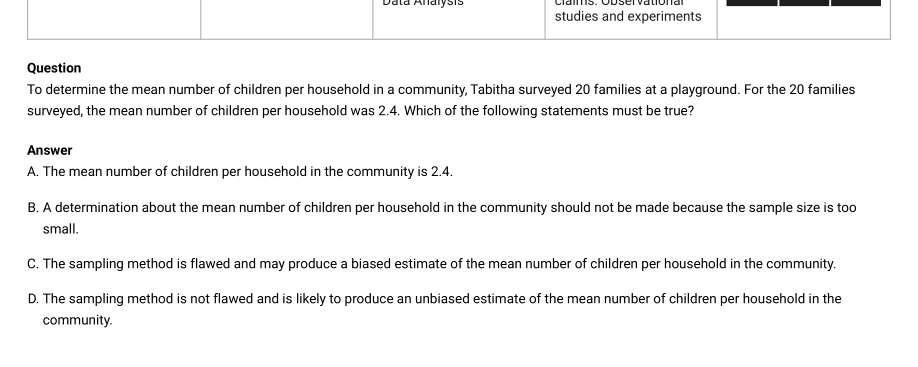 Data Analysis
claims: Observational
studies and experiments
Question
To determine the mean number of children per household in a community, Tabitha surveyed 20 families at a playground. For the 20 families
surveyed, the mean number of children per household was 2.4. Which of the following statements must be true?
Answer
A. The mean number of children per household in the community is 2.4.
B. A determination about the mean number of children per household in the community should not be made because the sample size is too
small.
C. The sampling method is flawed and may produce a biased estimate of the mean number of children per household in the community.
D. The sampling method is not flawed and is likely to produce an unbiased estimate of the mean number of children per household in the
community.